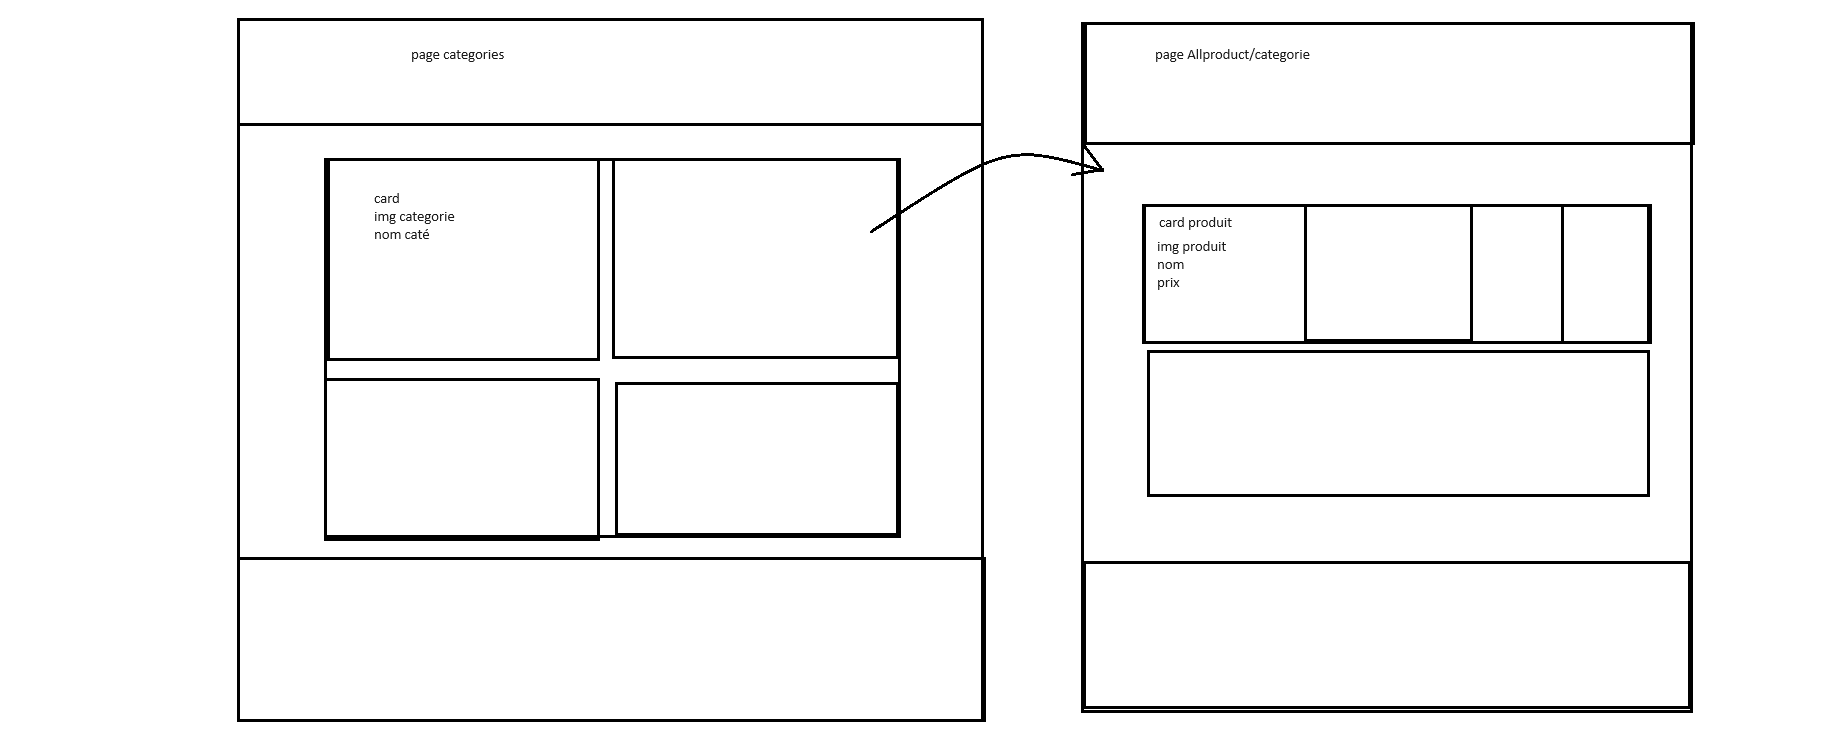 page categories
card
img categorie
nom caté
page Allproduct/categorie
card produit
img produit
nom
prix